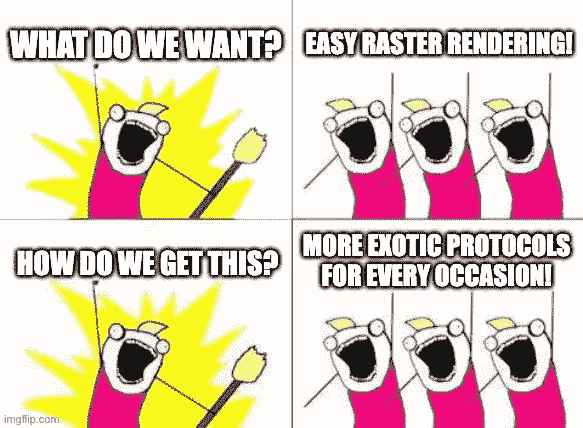 WHAT DO WE WANT?
EASY RASTER RENDERING!
HOW DO WE GET THIS?
MORE EXOTIC PROTOCOLS
FOR EVERY OCCASION!
imgflip.com